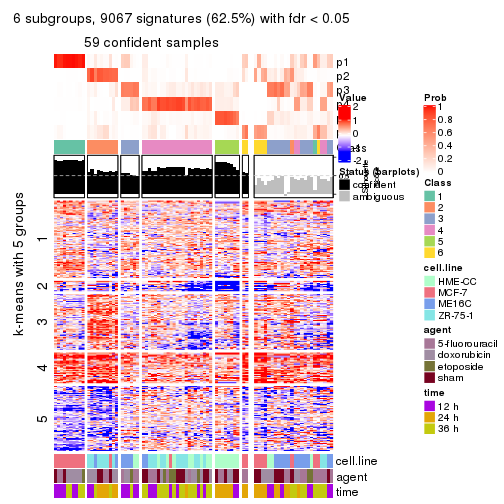 6 subgroups, 9067 signatures (62.5%) with fdr < 0.05
59 confident samples
p1
p2
p3
Value
2
1
0
-1
-2
Status (barplots)
confident
ambiguous
Prob
1
0.8
0.6
0.4
0.2
0
Class
1
2
3
4
5
6
cell.line
HME-CC
MCF-7
ME16C
ZR-75-1
agent
5-fluorouracil
doxorubicin
etoposide
sham
time
12 h
24 h
36 h
k-means with 5 groups
1
2
3
4
5
cell.line
agent
time